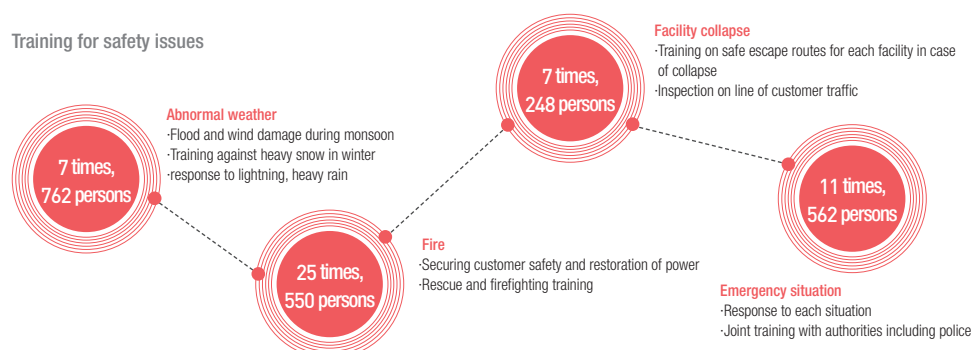 Training for safety issues
7 times,
762 persons
Abnormal weather
·Flood and wind damage during monsoon
·Training against heavy snow in winter
·response to lightning, heavy rain
25 times,
550 persons
Fire
·Securing customer safety and restoration of power
·Rescue and firefighting training
7 times,
248 persons
Facility collapse
·Training on safe escape routes for each facility in case
of collapse
·Inspection on line of customer traffic
11 times,
562 persons
Emergency situation
·Response to each situation
·Joint training with authorities including police